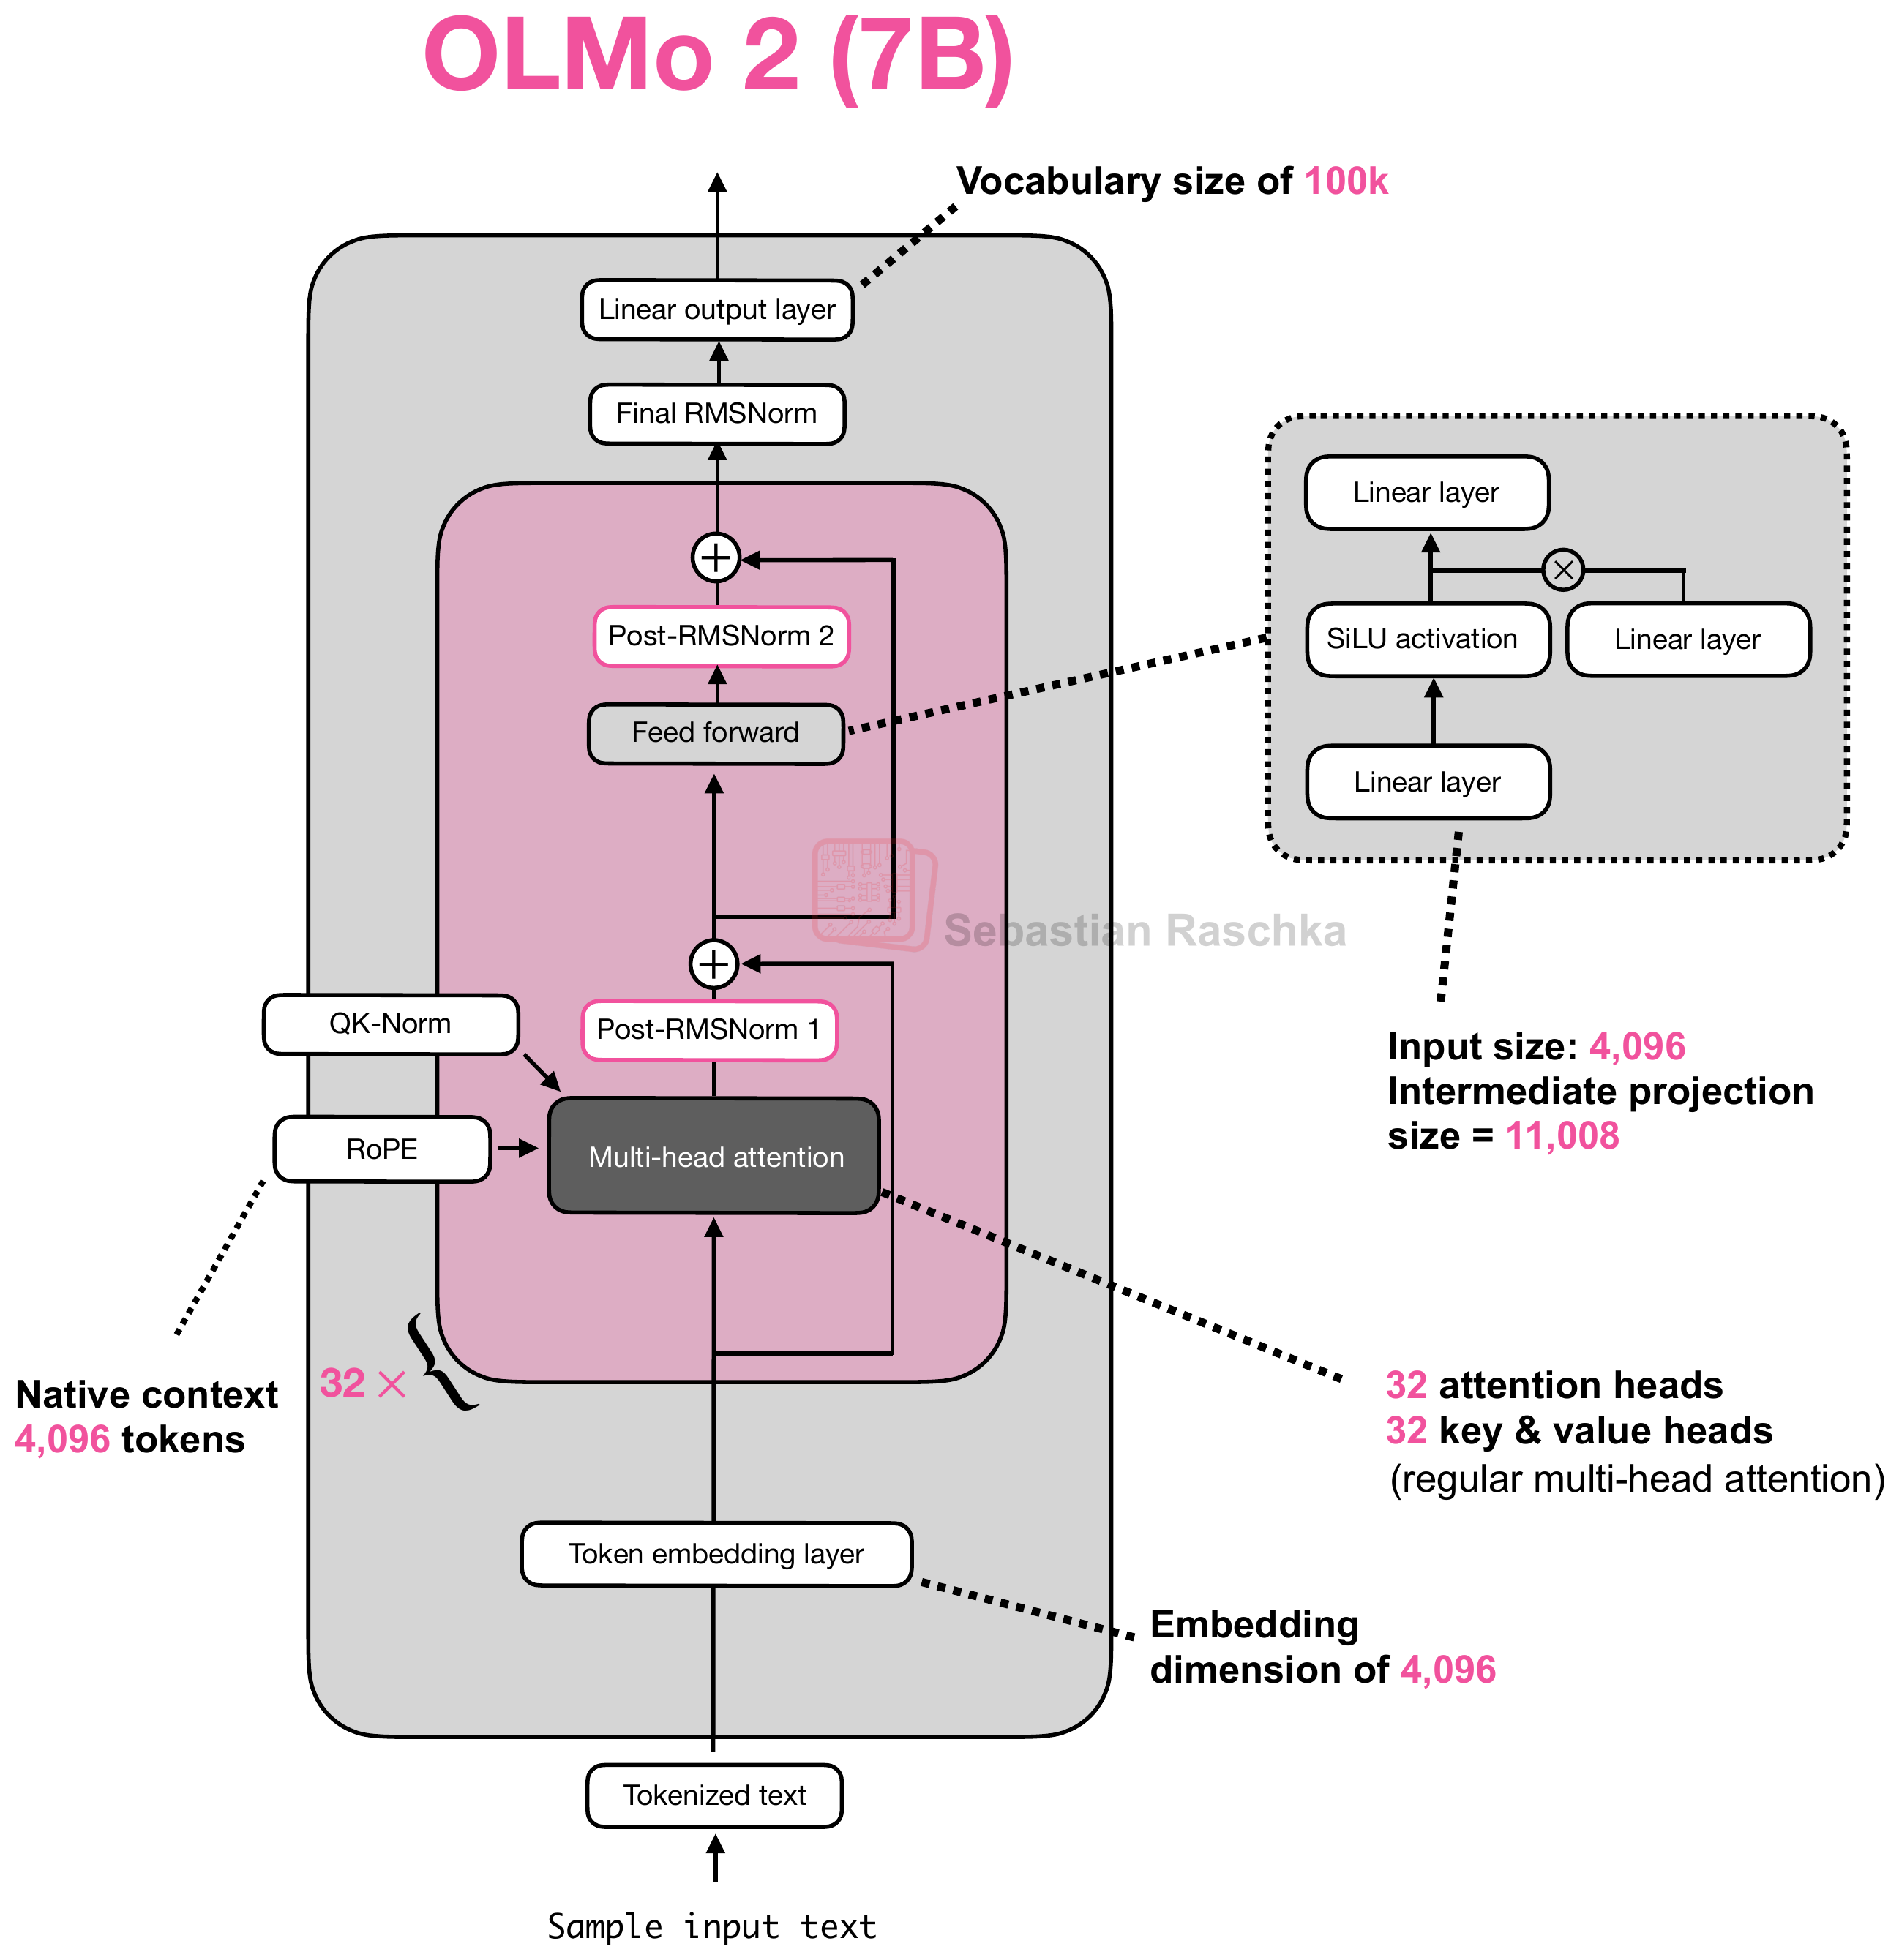 OLMo 2 (7B)
Vocabulary size of 100k
Linear output layer
Final RMSNorm
Post-RMSNorm 2
Feed forward
Linear layer
SiLU activation
Linear layer
Linear layer
Sebastian Raschka
Input size: 4,096
Intermediate projection
size = 11,008
QK-Norm
Post-RMSNorm 1
RoPE
Multi-head attention
Native context
4,096 tokens
32 ×
32 attention heads
32 key & value heads
(regular multi-head attention)
Token embedding layer
Embedding
dimension of 4,096
Tokenized text
Sample input text